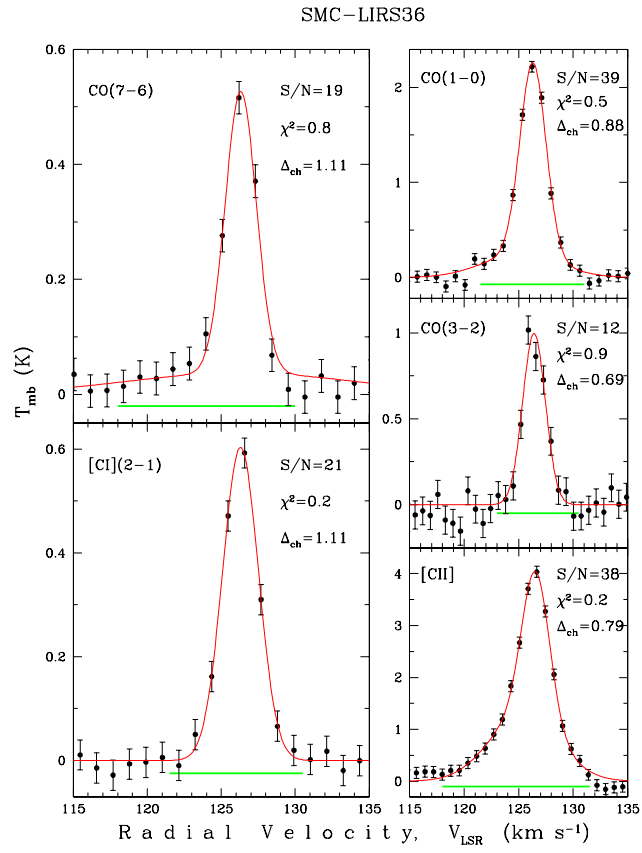 SMC-LIRS36
CO(7-6)
S/N=19
χ²=0.8
Δch=1.11
0.6
0.4
0.2
0
CO(1-0)
S/N=39
χ²=0.5
Δch=0.88
2
1
0
CO(3-2)
S/N=12
χ²=0.9
Δch=0.69
1
0.5
0
Tmb (K)
[CI](2-1)
S/N=21
χ²=0.2
Δch=1.11
0.6
0.4
0.2
0
[CII]
S/N=38
χ²=0.2
Δch=0.79
4
3
2
1
0
115 120 125 130 135
115 120 125 130 135
Radial Velocity, VLSR (km s⁻¹)